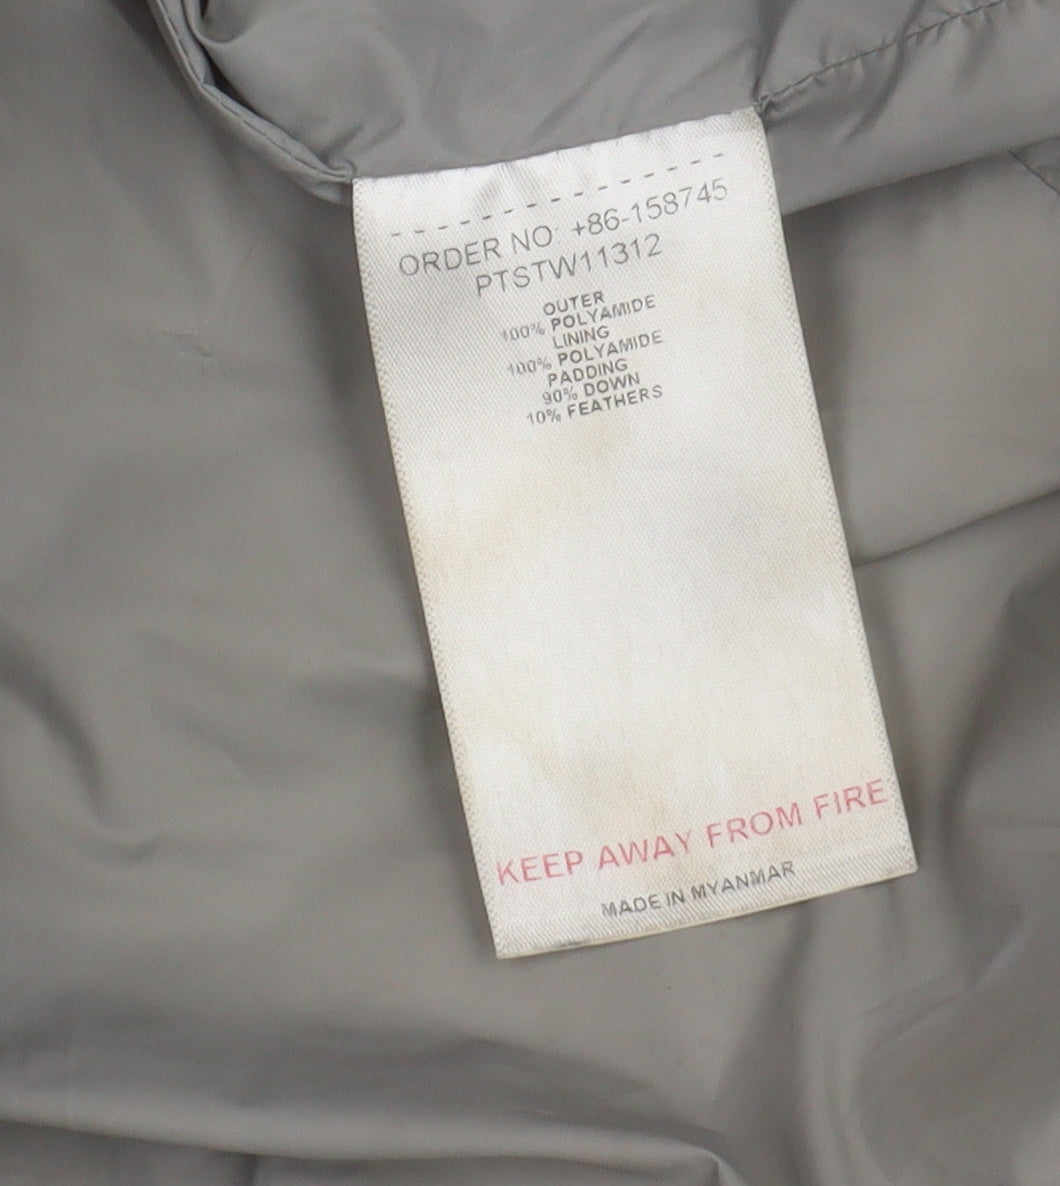 ORDER NO: +86-158745
PTSTW11312
OUTER
100% POLYAMIDE
LINING
100% POLYAMIDE
PADDING
90% DOWN
10% FEATHERS
KEEP AWAY FROM FIRE
MADE IN MYANMAR